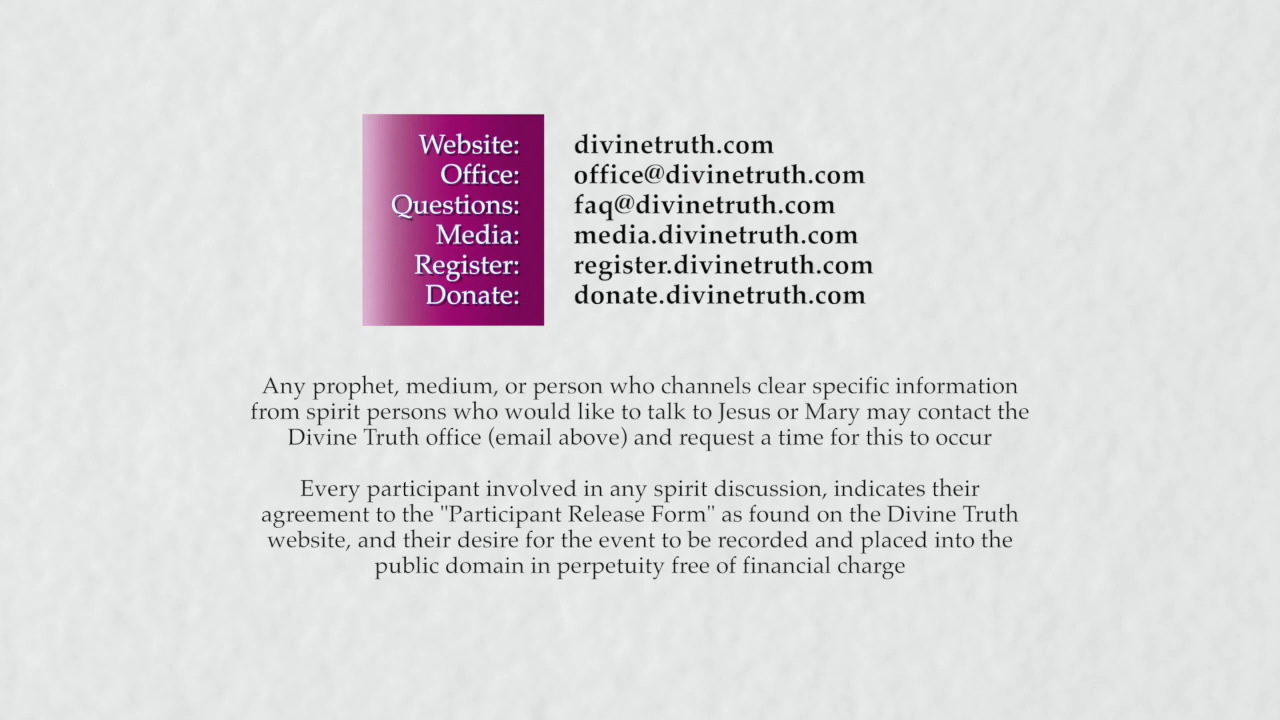 Website: divinetruth.com
Office: office@divinetruth.com
Questions: faq@divinetruth.com
Media: media.divinetruth.com
Register: register.divinetruth.com
Donate: donate.divinetruth.com
Any prophet, medium, or person who channels clear specific information
from spirit persons who would like to talk to Jesus or Mary may contact the
Divine Truth office (email above) and request a time for this to occur
Every participant involved in any spirit discussion, indicates their
agreement to the "Participant Release Form" as found on the Divine Truth
website, and their desire for the event to be recorded and placed into the
public domain in perpetuity free of financial charge